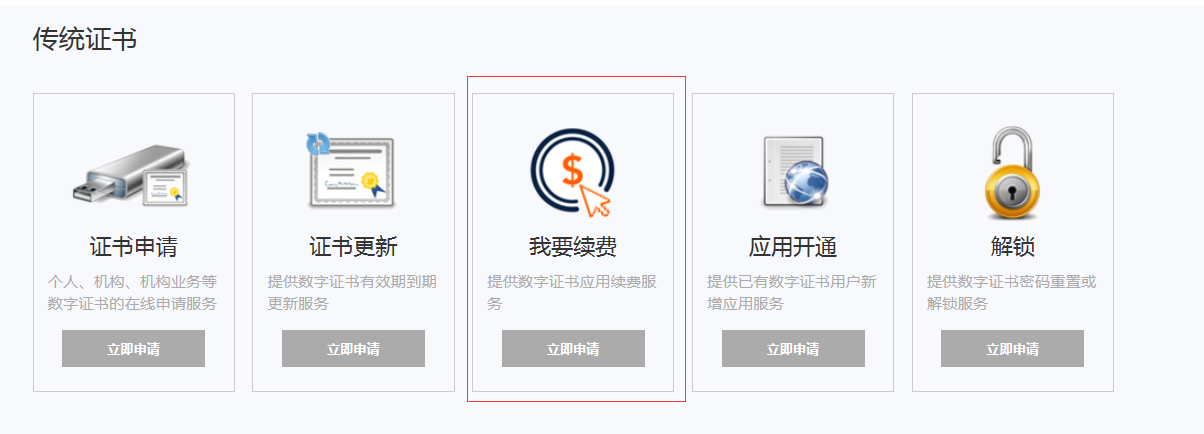 传统证书
证书申请
个人、机构、机构业务等
数字证书的在线申请服务
立即申请
证书更新
提供数字证书有效期到期
更新服务
立即申请
我要续费
提供数字证书应用续费服
务
立即申请
应用开通
提供已有数字证书用户新
增应用服务
立即申请
解锁
提供数字证书密码重置或
解锁服务
立即申请